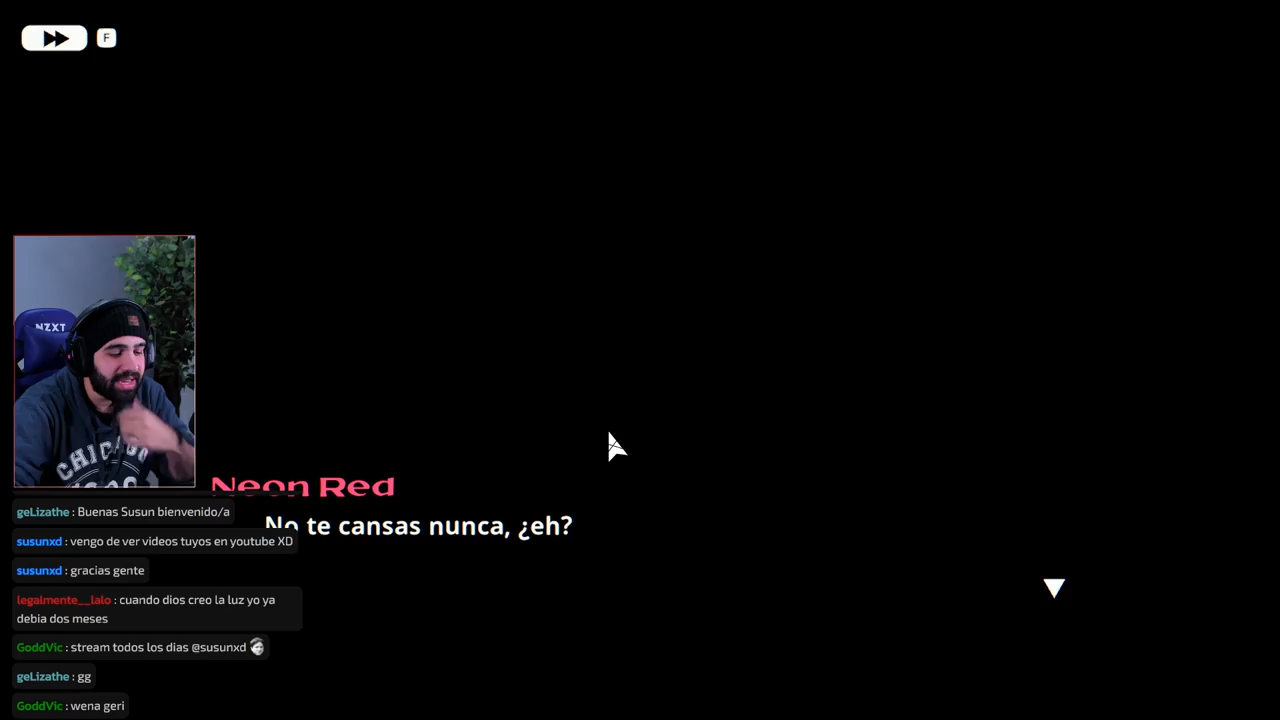 F
NZXT
CHICAGO
Neon Red
No te cansas nunca, ¿eh?
geLizathe : Buenas Susun bienvenido/a
susunxd : vengo de ver videos tuyos en youtube XD
susunxd : gracias gente
legalmente__lalo : cuando dios creo la luz yo ya
debia dos meses
GoddVic : stream todos los dias @susunxd
geLizathe : gg
GoddVic : wena geri